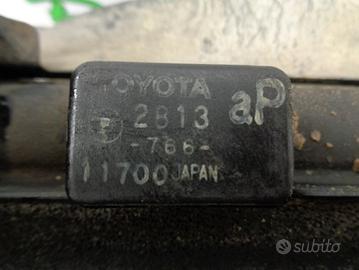 TOYOTA
2813 aP
-766-
11700 JAPAN
subito